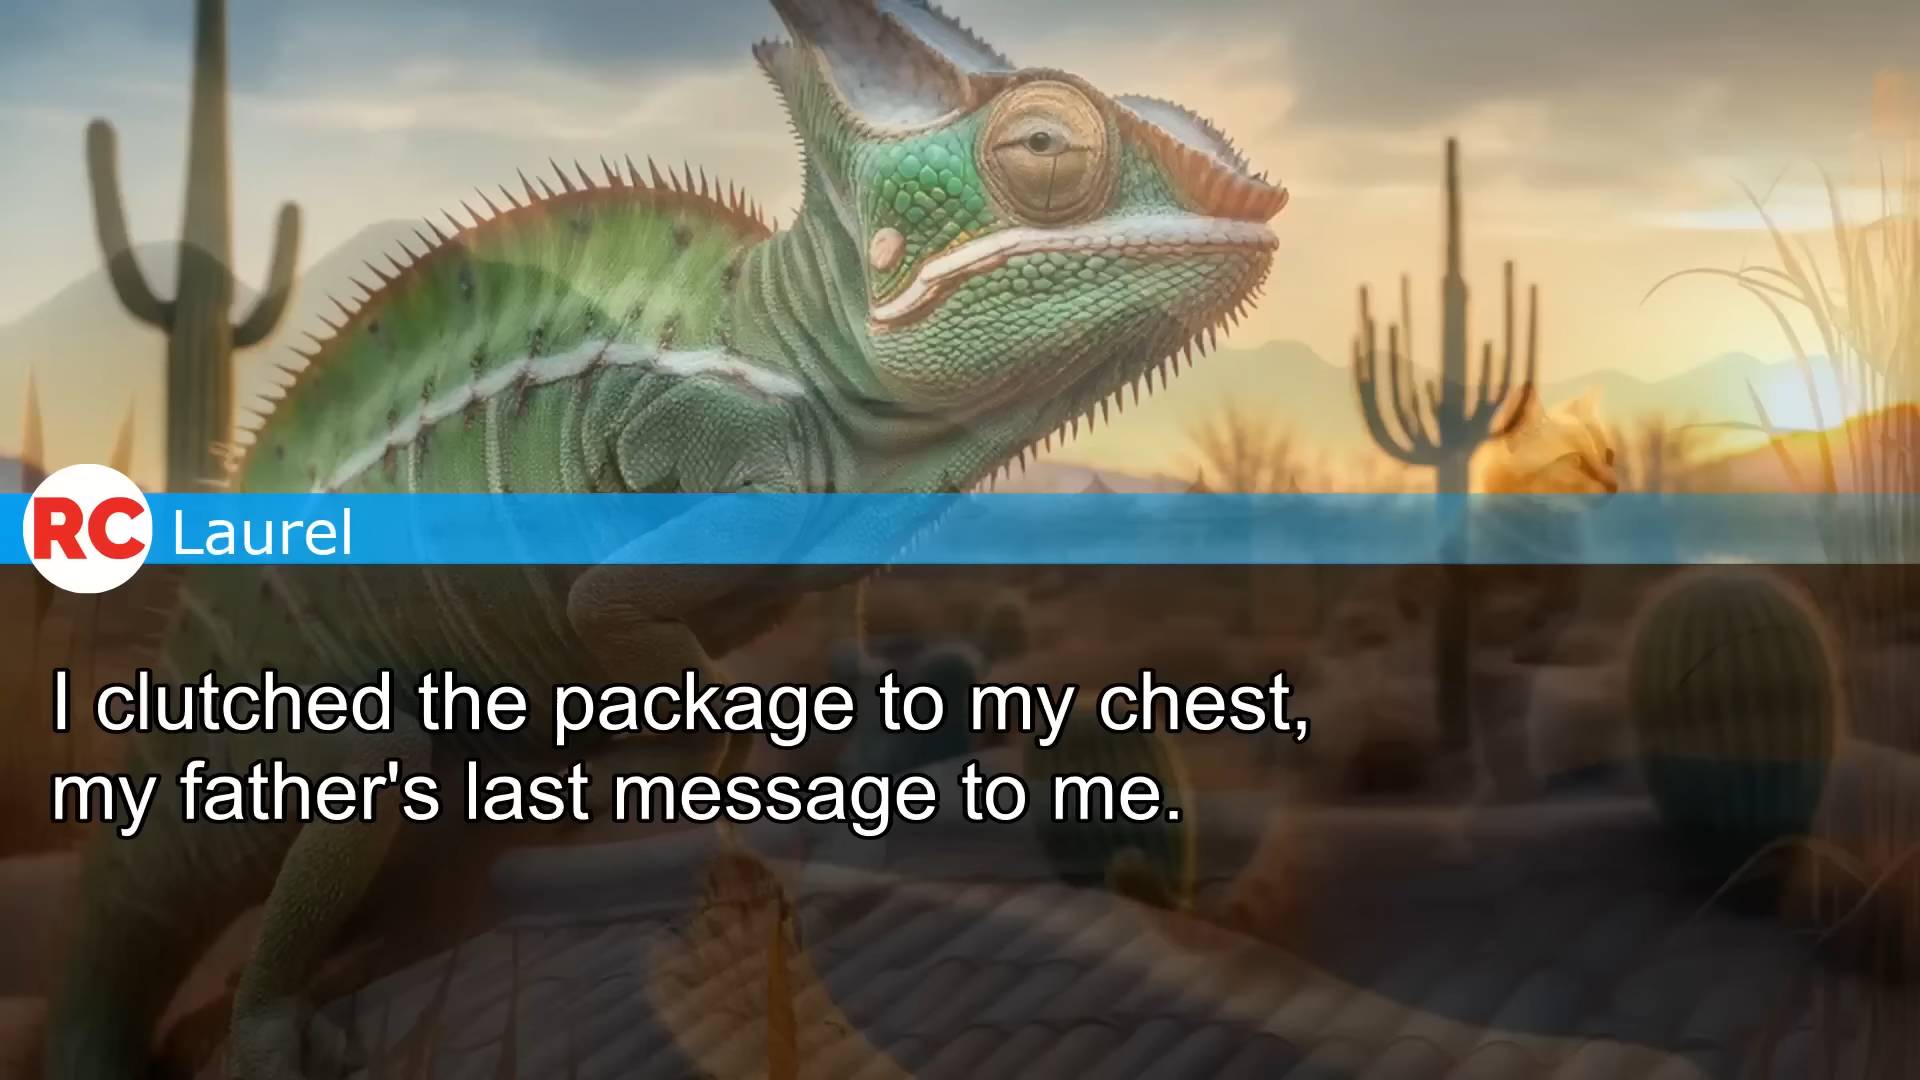 RC Laurel
I clutched the package to my chest,
my father's last message to me.